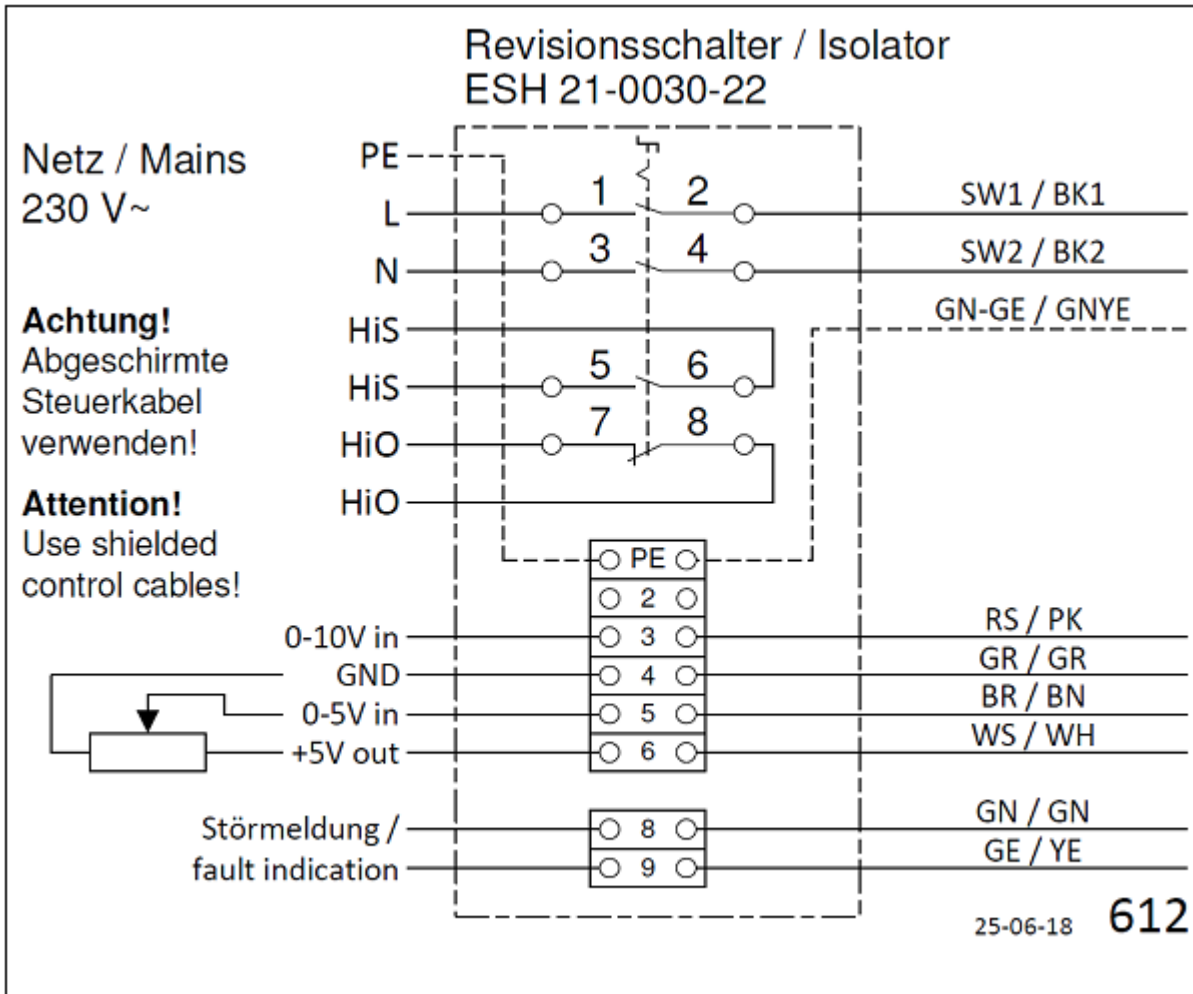 Revisionsschalter / Isolator
ESH 21-0030-22
Netz / Mains
230 V~
PE
L
1
2
SW1 / BK1
N
3
4
SW2 / BK2
GN-GE / GNYE
Achtung!
Abgeschirmte
Steuerkabel
verwenden!
HiS
HiS
5
6
HiO
7
8
HiO
Attention!
Use shielded
control cables!
PE
2
0-10V in
3
RS / PK
GND
4
GR / GR
0-5V in
5
BR / BN
+5V out
6
WS / WH
Störmeldung /
fault indication
8
GN / GN
9
GE / YE
25-06-18
612